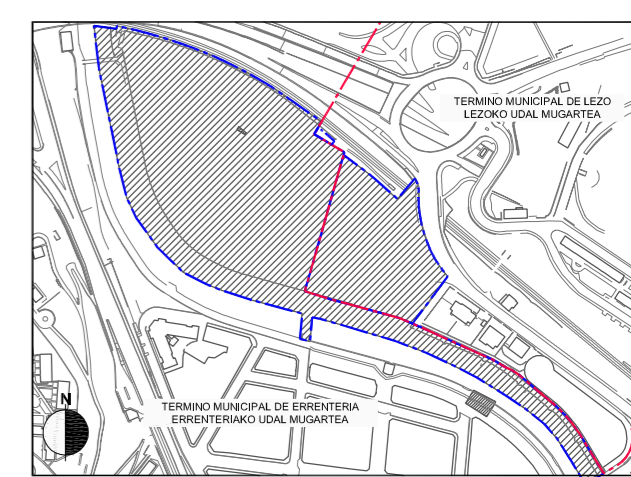 TERMINO MUNICIPAL DE LEZO
LEZOKO UDAL MUGARTEA
TERMINO MUNICIPAL DE ERRENTERIA
ERRENTERIAKO UDAL MUGARTEA
N